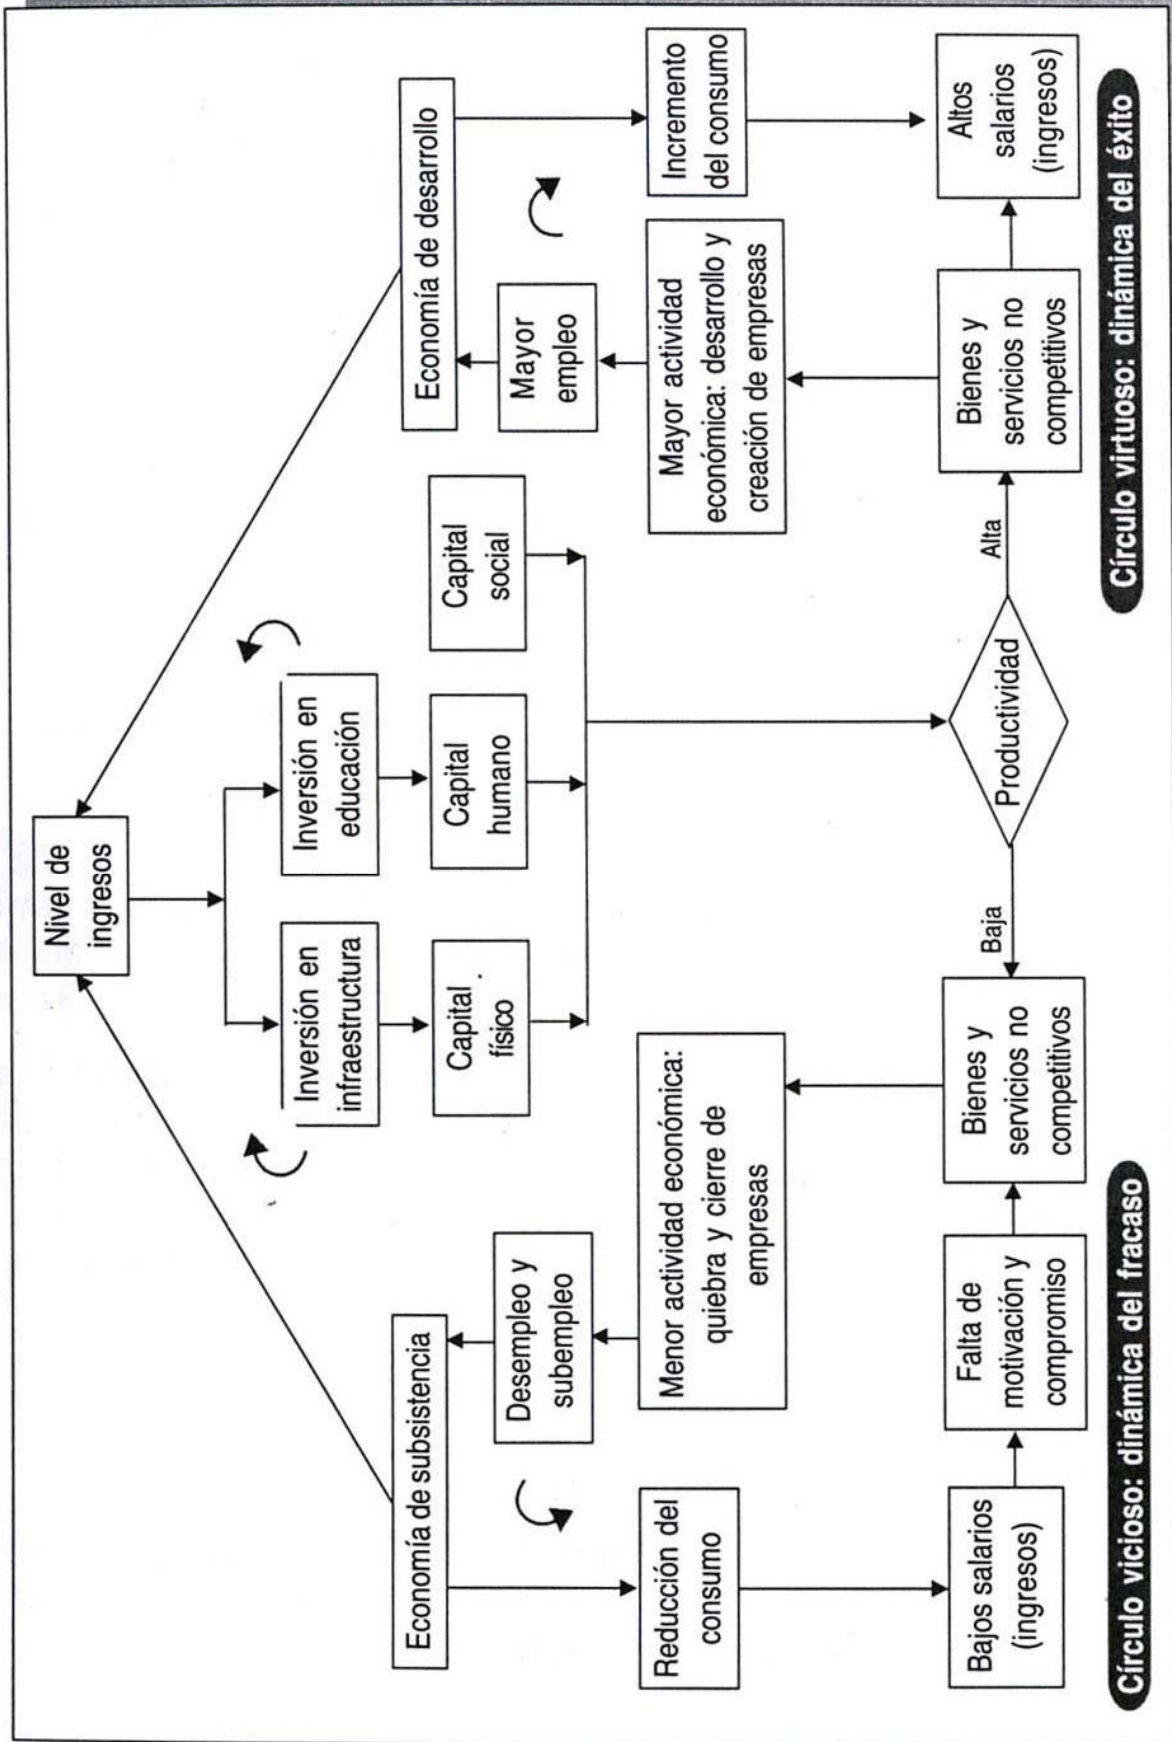 Nivel de
ingresos
Inversión en
infraestructura
Inversión en
educación
Economía de subsistencia
Capital
físico
Capital
humano
Capital
social
Economía de desarrollo
Desempleo y
subempleo
Mayor
empleo
Reducción del
consumo
Menor actividad económica:
quiebra y cierre de
empresas
Mayor actividad
económica: desarrollo y
creación de empresas
Incremento
del consumo
Bajos salarios
(ingresos)
Falta de
motivación y
compromiso
Bienes y
servicios no
competitivos
Baja
Productividad
Alta
Bienes y
servicios no
competitivos
Altos
salarios
(ingresos)
Círculo vicioso: dinámica del fracaso
Círculo virtuoso: dinámica del éxito